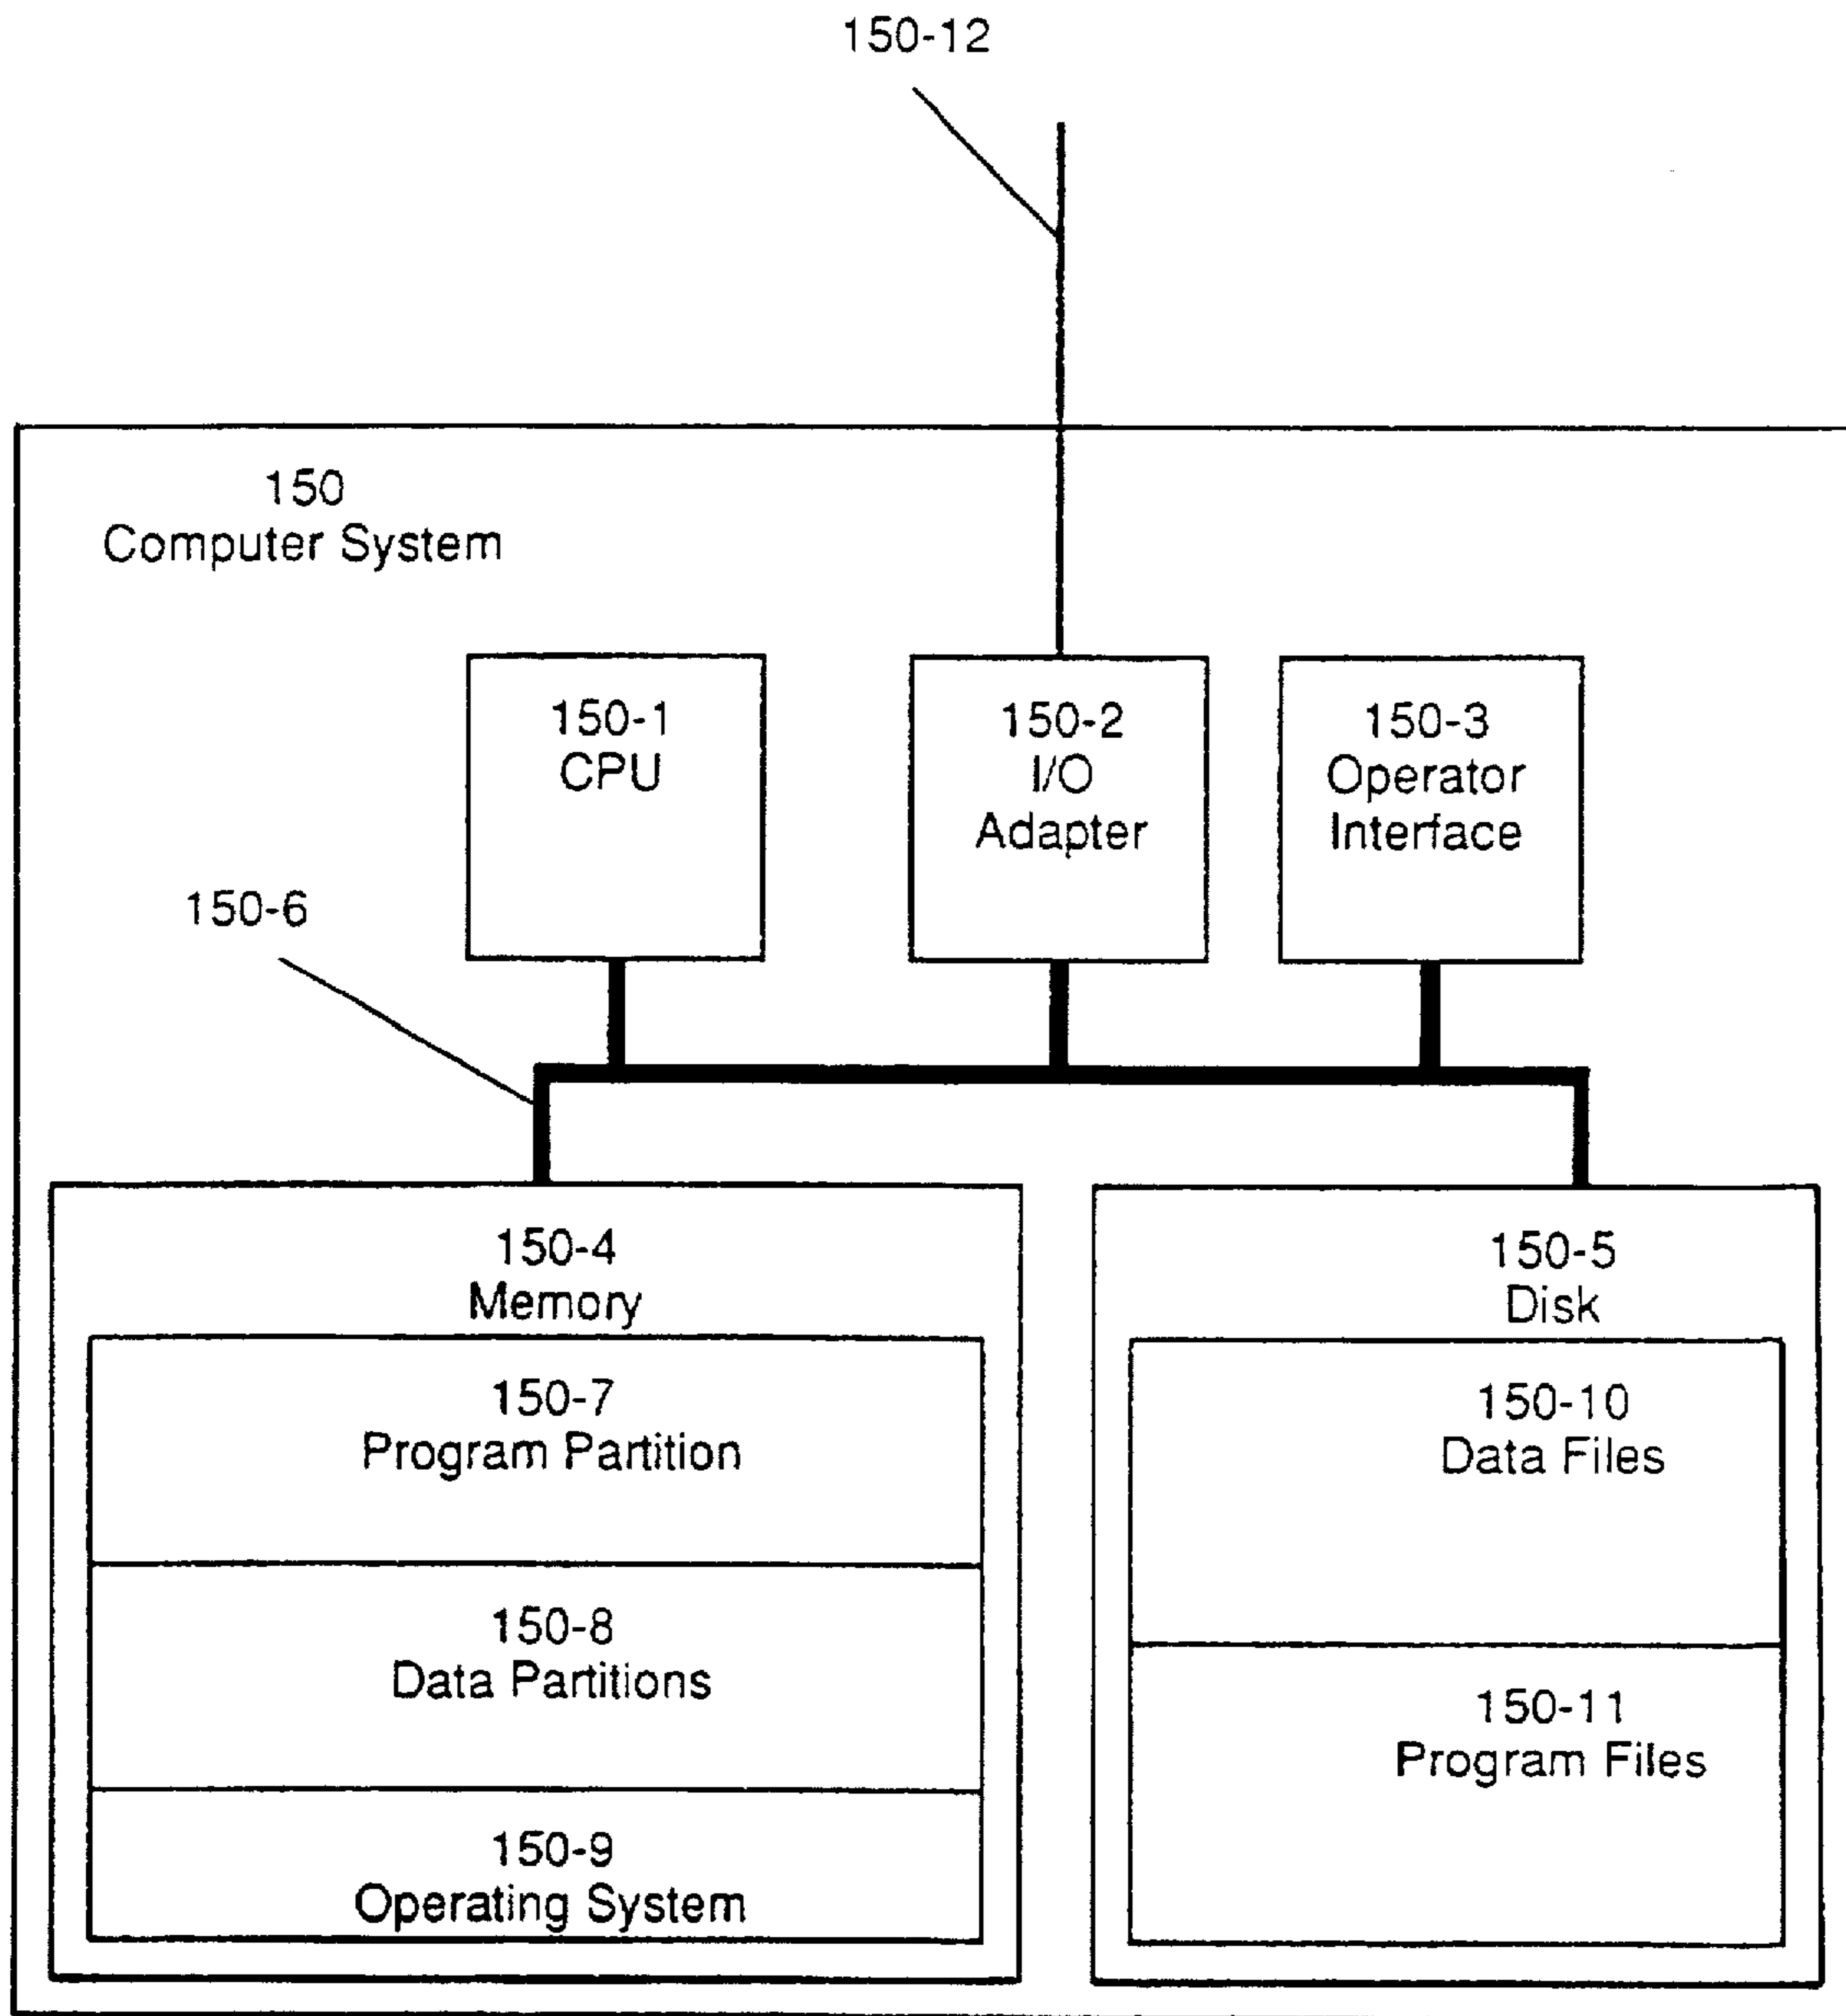 150-12
150
Computer System
150-1
CPU
150-2
I/O
Adapter
150-3
Operator
Interface
150-6
150-4
Memory
150-7
Program Partition
150-8
Data Partitions
150-9
Operating System
150-5
Disk
150-10
Data Files
150-11
Program Files